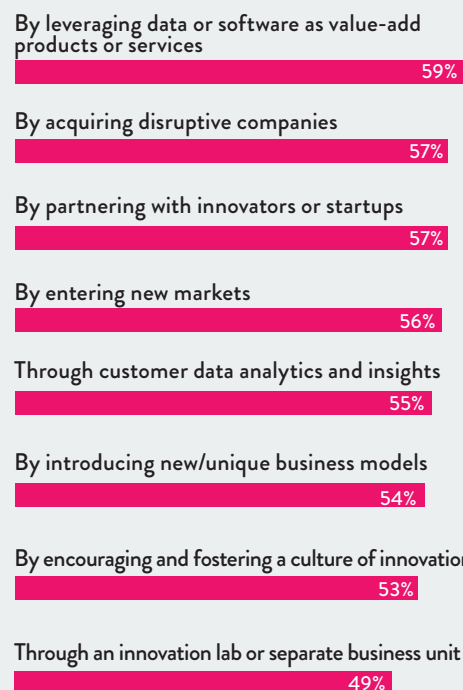 By leveraging data or software as value-add
products or services
59%
By acquiring disruptive companies
57%
By partnering with innovators or startups
57%
By entering new markets
56%
Through customer data analytics and insights
55%
By introducing new/unique business models
54%
By encouraging and fostering a culture of innovation
53%
Through an innovation lab or separate business unit
49%